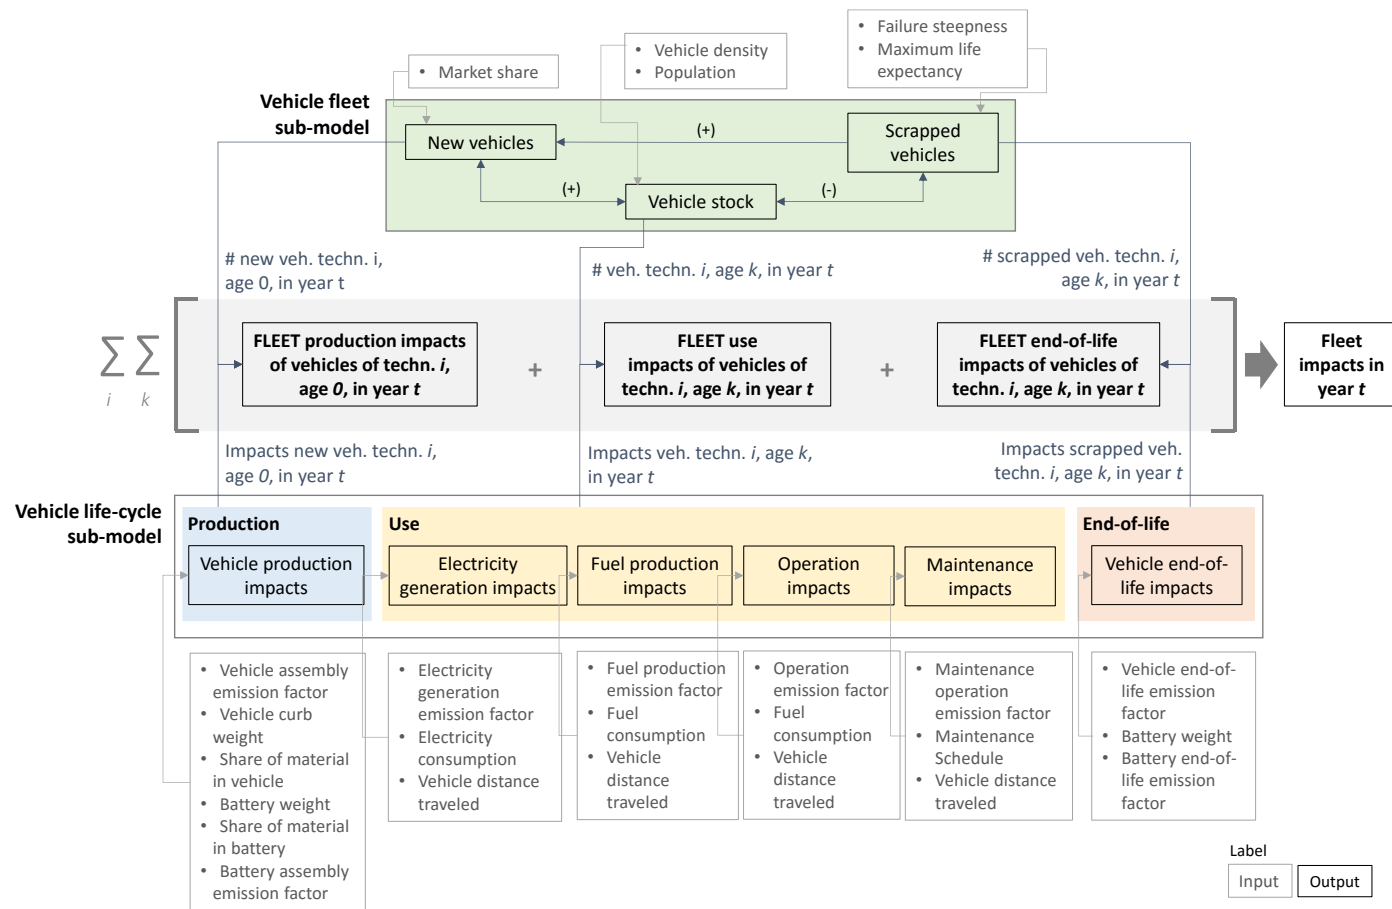 • Failure steepness
• Maximum life
expectancy
• Vehicle density
• Population
• Market share
Vehicle fleet
sub-model
New vehicles
(+)
Scrapped
vehicles
(+)
Vehicle stock
(-)
# new veh. techn. i,
age 0, in year t
# veh. techn. i, age k, in year t
# scrapped veh. techn. i,
age k, in year t
∑ ∑
i k
FLEET production impacts
of vehicles of techn. i,
age 0, in year t
+
FLEET use
impacts of vehicles of
techn. i, age k, in year t
+
FLEET end-of-life
impacts of vehicles of
techn. i, age k, in year t
Fleet
impacts in
year t
Impacts new veh. techn. i,
age 0, in year t
Impacts veh. techn. i, age k,
in year t
Impacts scrapped veh.
techn. i, age k, in year t
Vehicle life-cycle
sub-model
Production
Vehicle production
impacts
Use
Electricity
generation impacts
Fuel production
impacts
Operation
impacts
Maintenance
impacts
End-of-life
Vehicle end-of-
life impacts
• Vehicle assembly
emission factor
• Vehicle curb
weight
• Share of material
in vehicle
• Battery weight
• Share of material
in battery
• Battery assembly
emission factor
• Electricity
generation
emission factor
• Electricity
consumption
• Vehicle distance
traveled
• Fuel production
emission factor
• Fuel
consumption
• Vehicle
distance
traveled
• Operation
emission factor
• Fuel
consumption
• Vehicle
distance
traveled
• Maintenance
operation
emission factor
• Maintenance
Schedule
• Vehicle distance
traveled
• Vehicle end-of-
life emission
factor
• Battery weight
• Battery end-of-
life emission
factor
Label
Input
Output